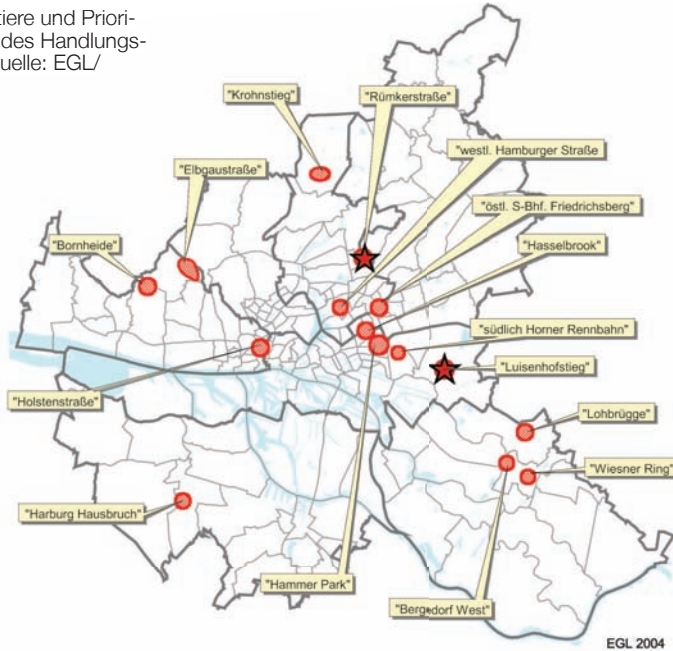 tiere und Priori-
des Handlungs-
uelle: EGL/
"Krohnstieg"
"Rümkerstraße"
"westl. Hamburger Straße
"Elbgaustraße"
"östl. S-Bhf. Friedrichsberg"
"Bornheide"
"Hasselbrook"
"südlich Horner Rennbahn"
"Luisenhofstieg"
"Holstenstraße"
"Lohbrügge"
"Wiesner Ring"
"Harburg Hausbruch"
"Hammer Park"
"Bergedorf West"
EGL 2004